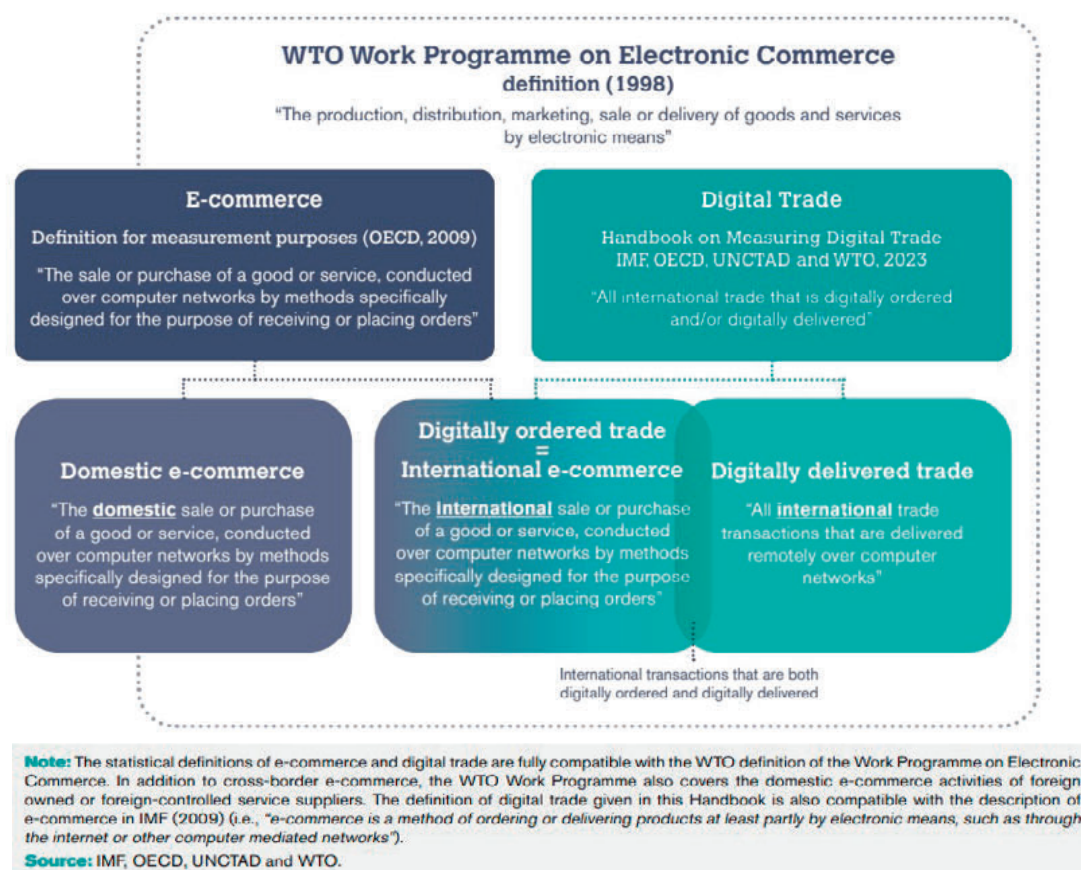 WTO Work Programme on Electronic Commerce
definition (1998)
“The production, distribution, marketing, sale or delivery of goods and services
by electronic means”
E-commerce
Definition for measurement purposes (OECD, 2009)
“The sale or purchase of a good or service, conducted
over computer networks by methods specifically
designed for the purpose of receiving or placing orders”
Digital Trade
Handbook on Measuring Digital Trade
IMF, OECD, UNCTAD and WTO, 2023
“All international trade that is digitally ordered
and/or digitally delivered”
Domestic e-commerce
“The domestic sale or purchase
of a good or service, conducted
over computer networks by methods
specifically designed for the purpose
of receiving or placing orders”
Digitally ordered trade
=
International e-commerce
“The International sale or purchase
of a good or service, conducted
over computer networks by methods
specifically designed for the purpose
of receiving or placing orders”
Digitally delivered trade
“All international trade
transactions that are delivered
remotely over computer
networks”
International transactions that are both
digitally ordered and digitally delivered
Note: The statistical definitions of e-commerce and digital trade are fully compatible with the WTO definition of the Work Programme on Electronic
Commerce. In addition to cross-border e-commerce, the WTO Work Programme also covers the domestic e-commerce activities of foreign
owned or foreign-controlled service suppliers. The definition of digital trade given in this Handbook is also compatible with the description of
e-commerce in IMF (2009) (i.e., “e-commerce is a method of ordering or delivering products at least partly by electronic means, such as through
the internet or other computer mediated networks”).
Source: IMF, OECD, UNCTAD and WTO.